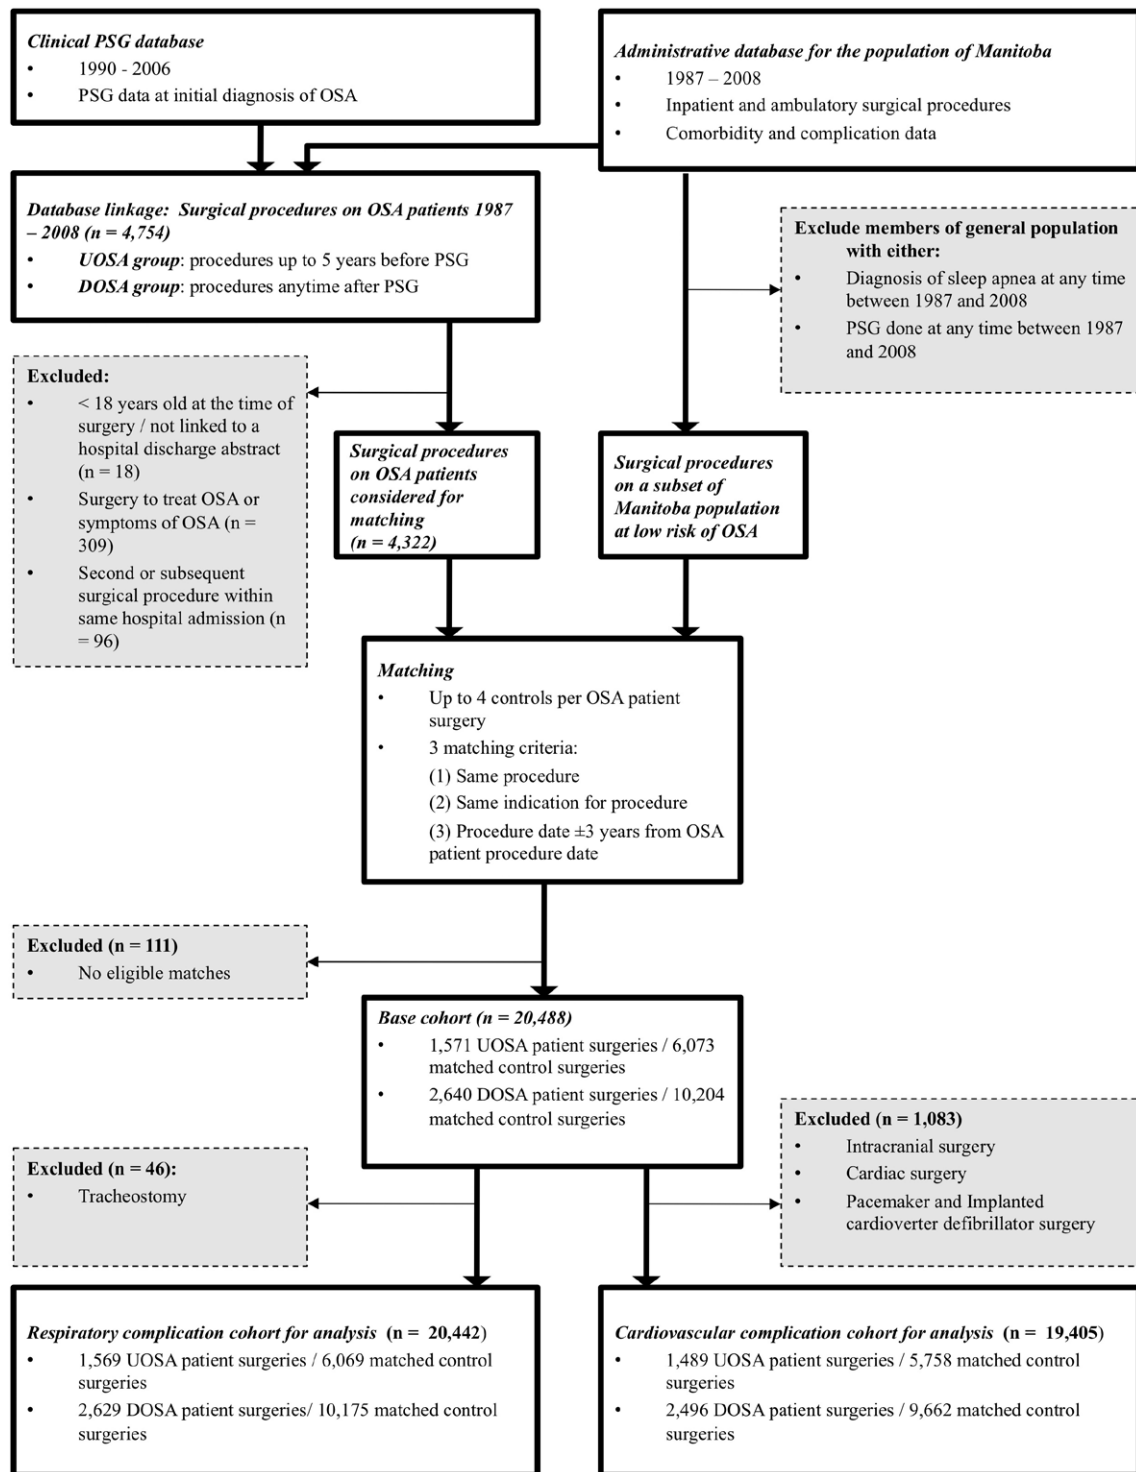 Clinical PSG database
• 1990 - 2006
• PSG data at initial diagnosis of OSA
Administrative database for the population of Manitoba
• 1987 – 2008
• Inpatient and ambulatory surgical procedures
• Comorbidity and complication data
Database linkage: Surgical procedures on OSA patients 1987
– 2008 (n = 4,754)
• UOSA group: procedures up to 5 years before PSG
• DOSA group: procedures anytime after PSG
Exclude members of general population
with either:
• Diagnosis of sleep apnea at any time
between 1987 and 2008
• PSG done at any time between 1987
and 2008
Excluded:
• < 18 years old at the time of
surgery / not linked to a
hospital discharge abstract
(n = 18)
• Surgery to treat OSA or
symptoms of OSA (n =
309)
• Second or subsequent
surgical procedure within
same hospital admission (n
= 96)
Surgical procedures
on OSA patients
considered for
matching
(n = 4,322)
Surgical procedures
on a subset of
Manitoba population
at low risk of OSA
Matching
• Up to 4 controls per OSA patient
surgery
• 3 matching criteria:
(1) Same procedure
(2) Same indication for procedure
(3) Procedure date ±3 years from OSA
patient procedure date
Excluded (n = 111)
• No eligible matches
Base cohort (n = 20,488)
• 1,571 UOSA patient surgeries / 6,073
matched control surgeries
• 2,640 DOSA patient surgeries / 10,204
matched control surgeries
Excluded (n = 46):
• Tracheostomy
Excluded (n = 1,083)
• Intracranial surgery
• Cardiac surgery
• Pacemaker and Implanted
cardioverter defibrillator surgery
Respiratory complication cohort for analysis (n = 20,442)
• 1,569 UOSA patient surgeries / 6,069 matched control
surgeries
• 2,629 DOSA patient surgeries/ 10,175 matched control
surgeries
Cardiovascular complication cohort for analysis (n = 19,405)
• 1,489 UOSA patient surgeries / 5,758 matched control
surgeries
• 2,496 DOSA patient surgeries / 9,662 matched control
surgeries